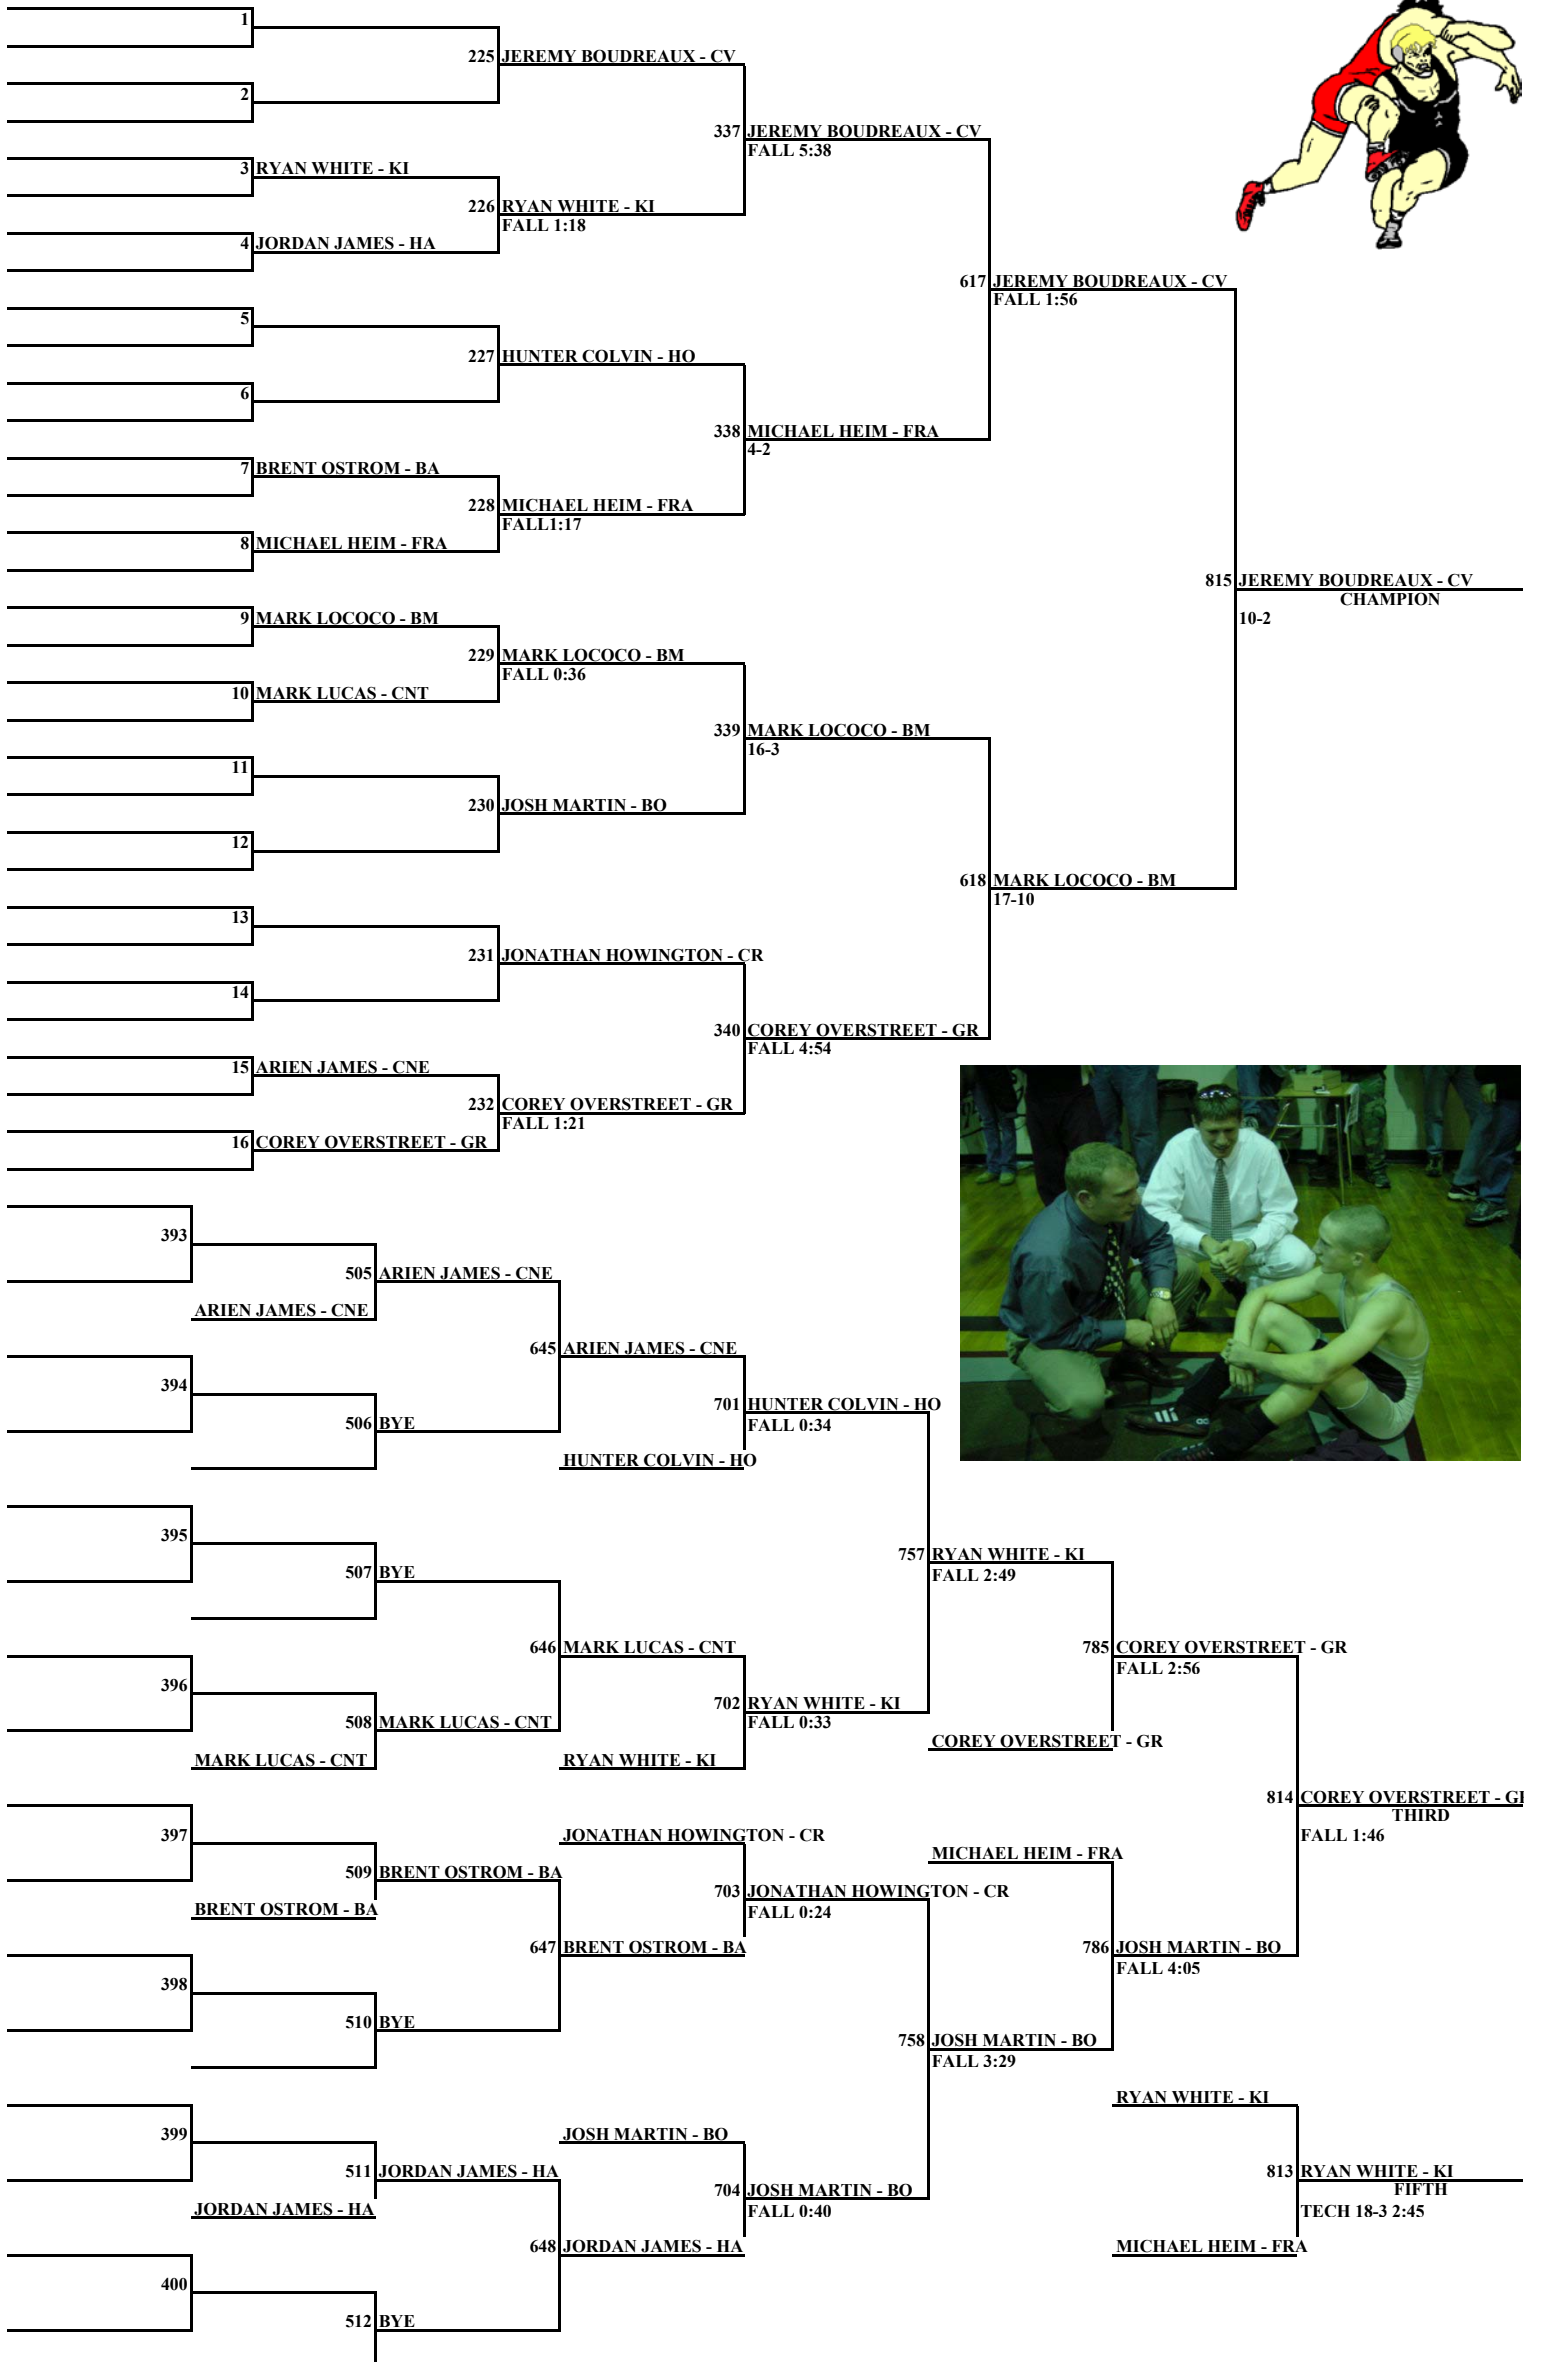 1
225 JEREMY BOUDREAUX - CV
2
337 JEREMY BOUDREAUX - CV
FALL 5:38
3 RYAN WHITE - KI
226 RYAN WHITE - KI
FALL 1:18
4 JORDAN JAMES - HA
617 JEREMY BOUDREAUX - CV
FALL 1:56
5
227 HUNTER COLVIN - HO
6
338 MICHAEL HEIM - FRA
4-2
7 BRENT OSTROM - BA
228 MICHAEL HEIM - FRA
FALL1:17
8 MICHAEL HEIM - FRA
815 JEREMY BOUDREAUX - CV
CHAMPION
10-2
9 MARK LOCOCO - BM
229 MARK LOCOCO - BM
FALL 0:36
10 MARK LUCAS - CNT
339 MARK LOCOCO - BM
16-3
11
230 JOSH MARTIN - BO
12
618 MARK LOCOCO - BM
17-10
13
231 JONATHAN HOWINGTON - CR
14
340 COREY OVERSTREET - GR
FALL 4:54
15 ARIEN JAMES - CNE
232 COREY OVERSTREET - GR
FALL 1:21
16 COREY OVERSTREET - GR
393
505 ARIEN JAMES - CNE
ARIEN JAMES - CNE
645 ARIEN JAMES - CNE
394
701 HUNTER COLVIN - HO
FALL 0:34
506 BYE
HUNTER COLVIN - HO
395
757 RYAN WHITE - KI
FALL 2:49
507 BYE
646 MARK LUCAS - CNT
785 COREY OVERSTREET - GR
FALL 2:56
396
702 RYAN WHITE - KI
FALL 0:33
508 MARK LUCAS - CNT
COREY OVERSTREET - GR
MARK LUCAS - CNT
RYAN WHITE - KI
814 COREY OVERSTREET - G
THIRD
FALL 1:46
397
JONATHAN HOWINGTON - CR
MICHAEL HEIM - FRA
509 BRENT OSTROM - BA
703 JONATHAN HOWINGTON - CR
FALL 0:24
BRENT OSTROM - BA
647 BRENT OSTROM - BA
786 JOSH MARTIN - BO
FALL 4:05
398
510 BYE
758 JOSH MARTIN - BO
FALL 3:29
RYAN WHITE - KI
399
JOSH MARTIN - BO
511 JORDAN JAMES - HA
813 RYAN WHITE - KI
FIFTH
704 JOSH MARTIN - BO
FALL 0:40
TECH 18-3 2:45
JORDAN JAMES - HA
648 JORDAN JAMES - HA
MICHAEL HEIM - FRA
400
512 BYE